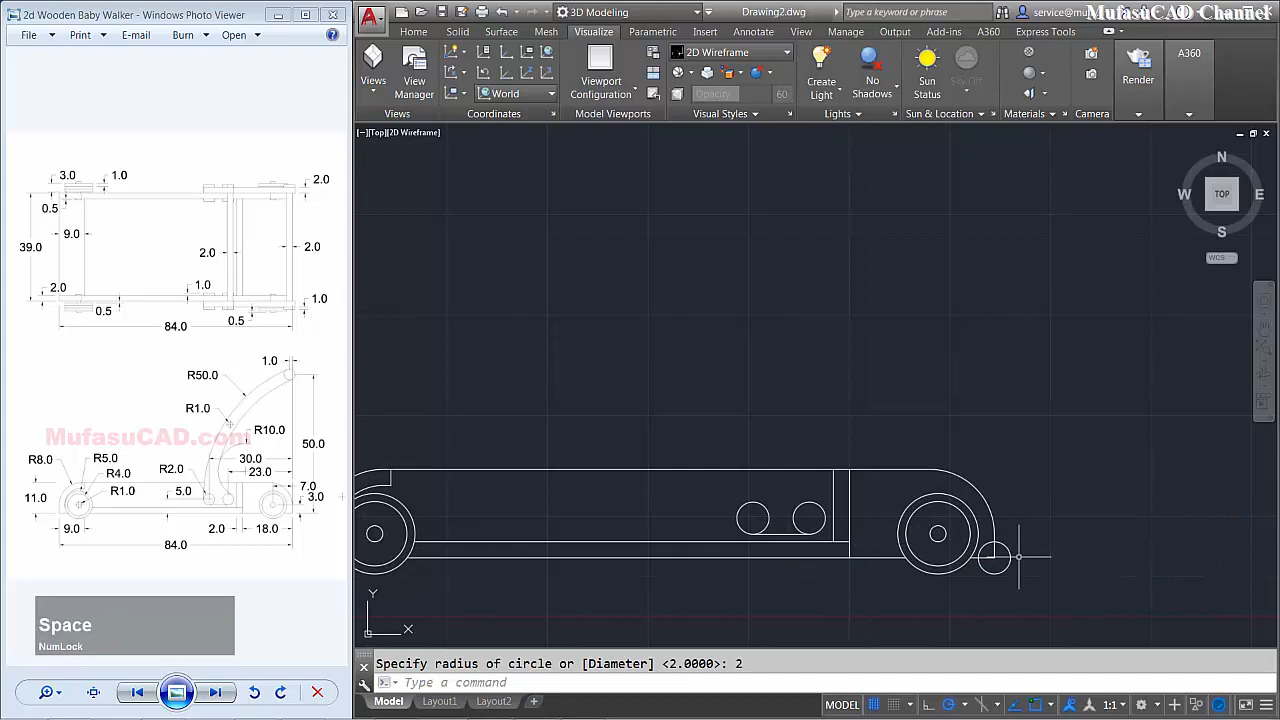 2d Wooden Baby Walker - Windows Photo Viewer
File Print E-mail Burn Open
3.0 1.0 2.0
0.5
9.0
39.0 2.0 2.0
2.0 1.0
0.5 0.5 1.0
84.0
1.0
R50.0
R1.0
MufasuCAD.com R10.0
50.0
30.0
R8.0 R5.0 R2.0 23.0
R4.0 7.0
11.0 R1.0 5.0 3.0
9.0 2.0 18.0
84.0
Space
NumLock
3D Modeling Drawing2.dwg Type a keyword or phrase
MufasuCAD Channel
Home Solid Surface Mesh Visualize Parametric Insert Annotate View Manage Output Add-ins A360 Express Tools
2D Wireframe
Views View Manager
World
Viewport Configuration
Opacity 60
Create Light No Shadows
Sun Status Sky Off
Render
A360
Views Coordinates Model Viewports Visual Styles Lights Sun & Location Materials Camera
[−][Top][2D Wireframe]
N
W TOP E
S
WCS
Y
X
Specify radius of circle or [Diameter] <2.0000>: 2
Type a command
Model Layout1 Layout2
MODEL 1:1